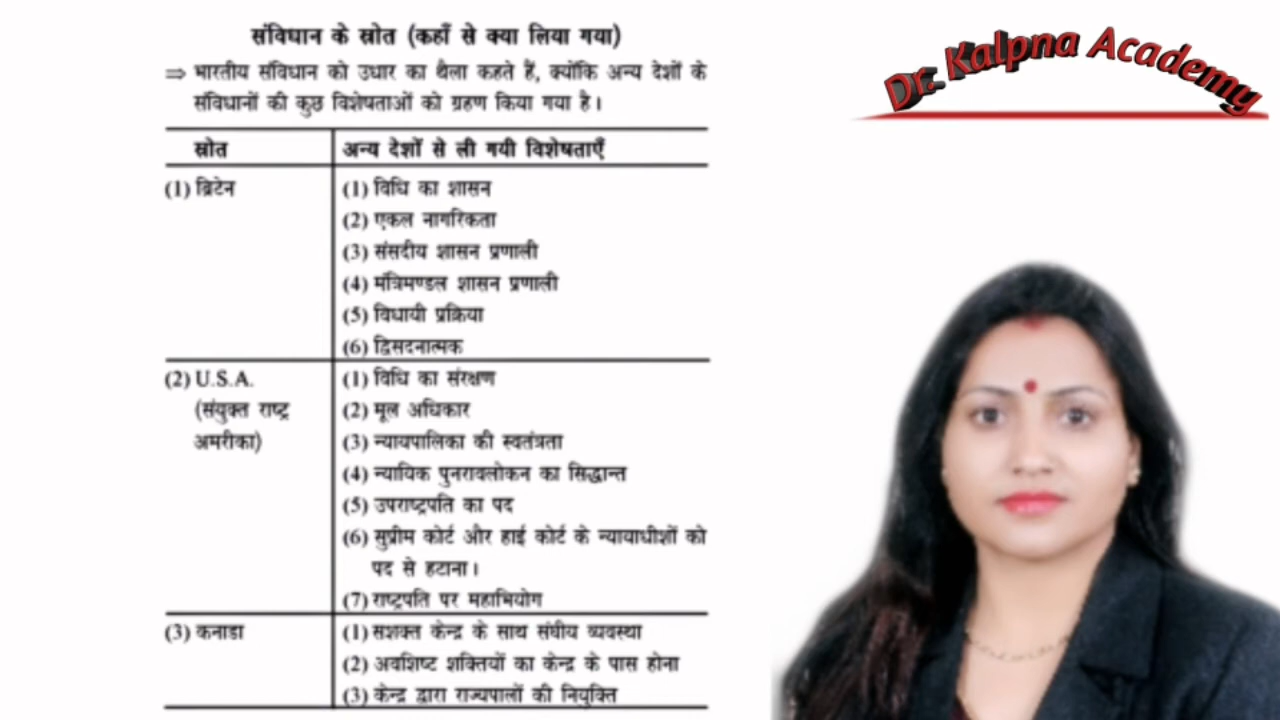 संविधान के स्रोत (कहाँ से क्या लिया गया)
⇒ भारतीय संविधान को उधार का थैला कहते हैं, क्योंकि अन्य देशों के
संविधानों की कुछ विशेषताओं को ग्रहण किया गया है।
स्रोत अन्य देशों से ली गयी विशेषताएँ
(1) ब्रिटेन (1) विधि का शासन
(2) एकल नागरिकता
(3) संसदीय शासन प्रणाली
(4) मंत्रिमण्डल शासन प्रणाली
(5) विधायी प्रक्रिया
(6) द्विसदनात्मक
(2) U.S.A. (1) विधि का संरक्षण
(संयुक्त राष्ट्र (2) मूल अधिकार
अमरीका) (3) न्यायपालिका की स्वतंत्रता
(4) न्यायिक पुनरावलोकन का सिद्धान्त
(5) उपराष्ट्रपति का पद
(6) सुप्रीम कोर्ट और हाई कोर्ट के न्यायाधीशों को
पद से हटाना।
(7) राष्ट्रपति पर महाभियोग
(3) कनाडा (1) सशक्त केन्द्र के साथ संघीय व्यवस्था
(2) अवशिष्ट शक्तियों का केन्द्र के पास होना
(3) केन्द्र द्वारा राज्यपालों की नियुक्ति
Dr. Kalpna Academy